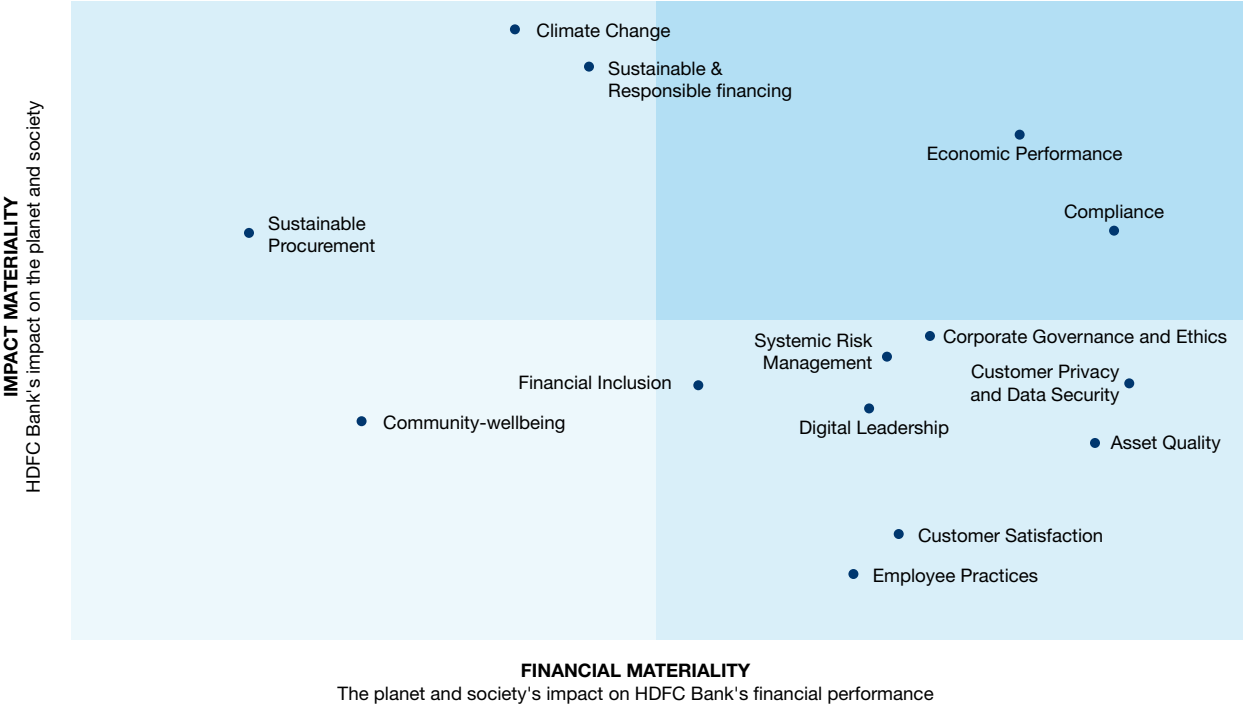 Climate Change
Sustainable &
Responsible financing
Economic Performance
Compliance
Sustainable
Procurement
IMPACT MATERIALITY
HDFC Bank's impact on the planet and society
Systemic Risk
Management
Corporate Governance and Ethics
Customer Privacy
and Data Security
Financial Inclusion
Community-wellbeing
Digital Leadership
Asset Quality
Customer Satisfaction
Employee Practices
FINANCIAL MATERIALITY
The planet and society's impact on HDFC Bank's financial performance